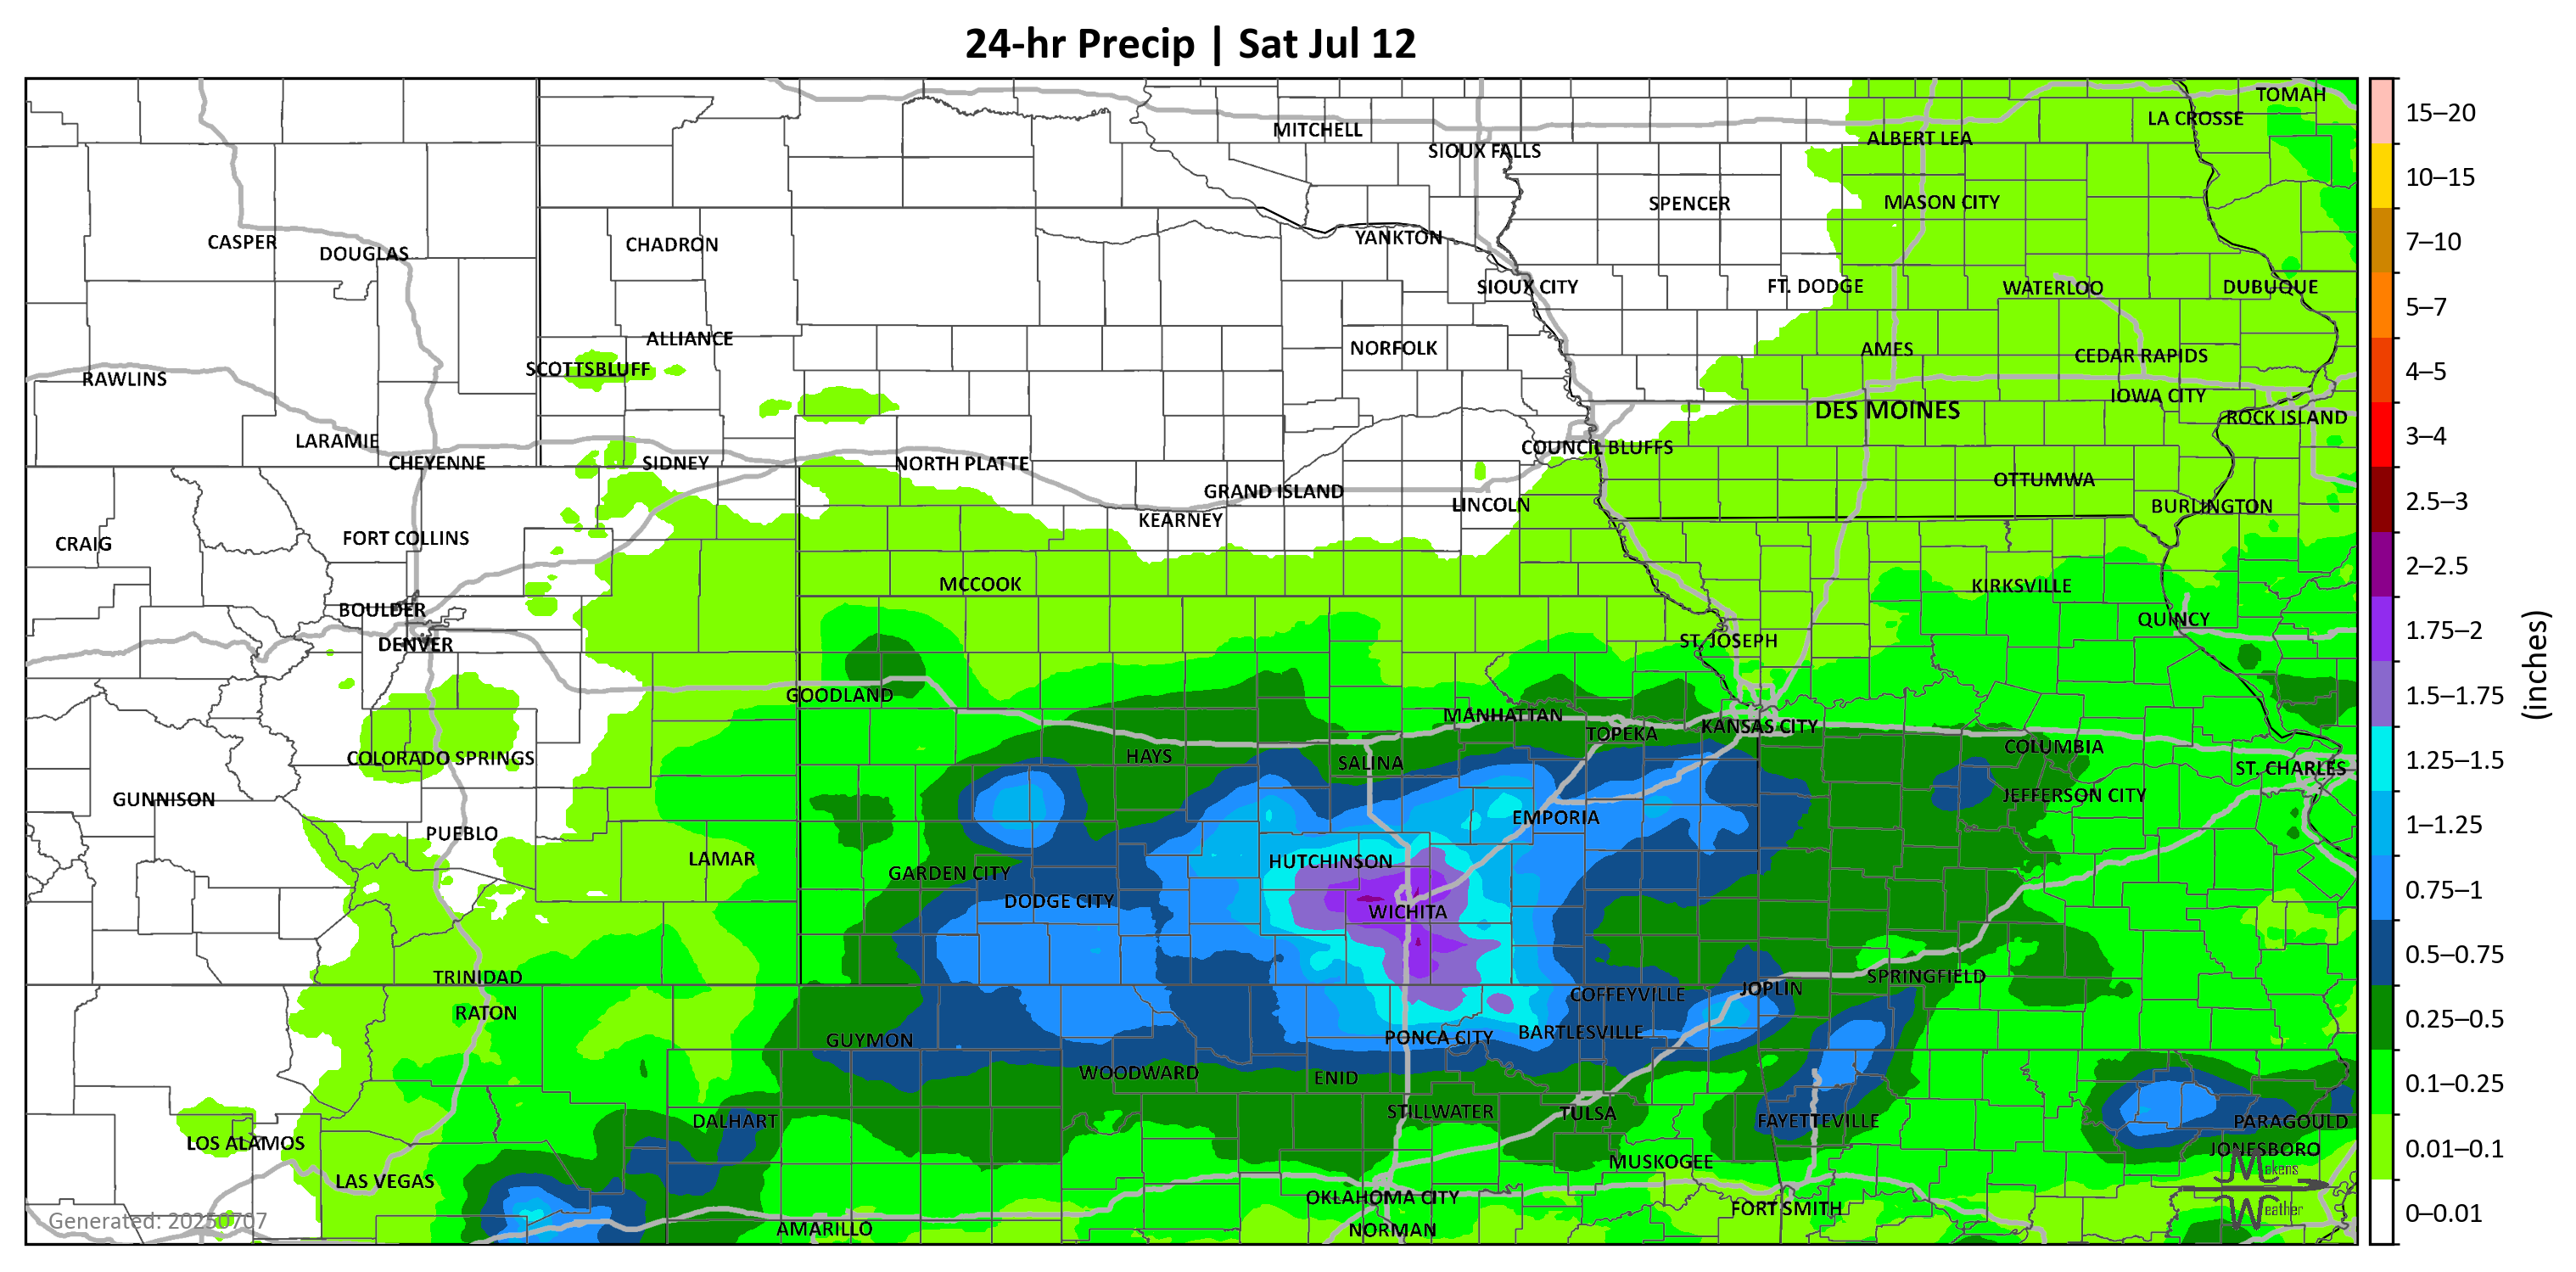 24-hr Precip | Sat Jul 12
TOMAH
LA CROSSE
MITCHELL
ALBERT LEA
SIOUX FALLS
SPENCER
MASON CITY
CASPER
DOUGLAS
CHADRON
YANKTON
SIOUX CITY
FT. DODGE
WATERLOO
DUBUQUE
ALLIANCE
NORFOLK
AMES
CEDAR RAPIDS
SCOTTSBLUFF
RAWLINS
IOWA CITY
DES MOINES
ROCK ISLAND
LARAMIE
COUNCIL BLUFFS
CHEYENNE
SIDNEY
NORTH PLATTE
OTTUMWA
GRAND ISLAND
LINCOLN
BURLINGTON
KEARNEY
CRAIG
FORT COLLINS
MCCOOK
KIRKSVILLE
BOULDER
QUINCY
DENVER
ST. JOSEPH
GOODLAND
MANHATTAN
TOPEKA
KANSAS CITY
COLUMBIA
COLORADO SPRINGS
HAYS
SALINA
ST. CHARLES
GUNNISON
JEFFERSON CITY
EMPORIA
PUEBLO
LAMAR
HUTCHINSON
GARDEN CITY
DODGE CITY
WICHITA
TRINIDAD
SPRINGFIELD
JOPLIN
COFFEYVILLE
RATON
BARTLESVILLE
PONCA CITY
GUYMON
WOODWARD
ENID
STILLWATER
TULSA
DALHART
FAYETTEVILLE
PARAGOULD
LOS ALAMOS
JONESBORO
MUSKOGEE
LAS VEGAS
OKLAHOMA CITY
FORT SMITH
AMARILLO
NORMAN
Generated: 20250707
Makens
Weather
15–20
10–15
7–10
5–7
4–5
3–4
2.5–3
2–2.5
1.75–2
1.5–1.75
1.25–1.5
1–1.25
0.75–1
0.5–0.75
0.25–0.5
0.1–0.25
0.01–0.1
0–0.01
(inches)